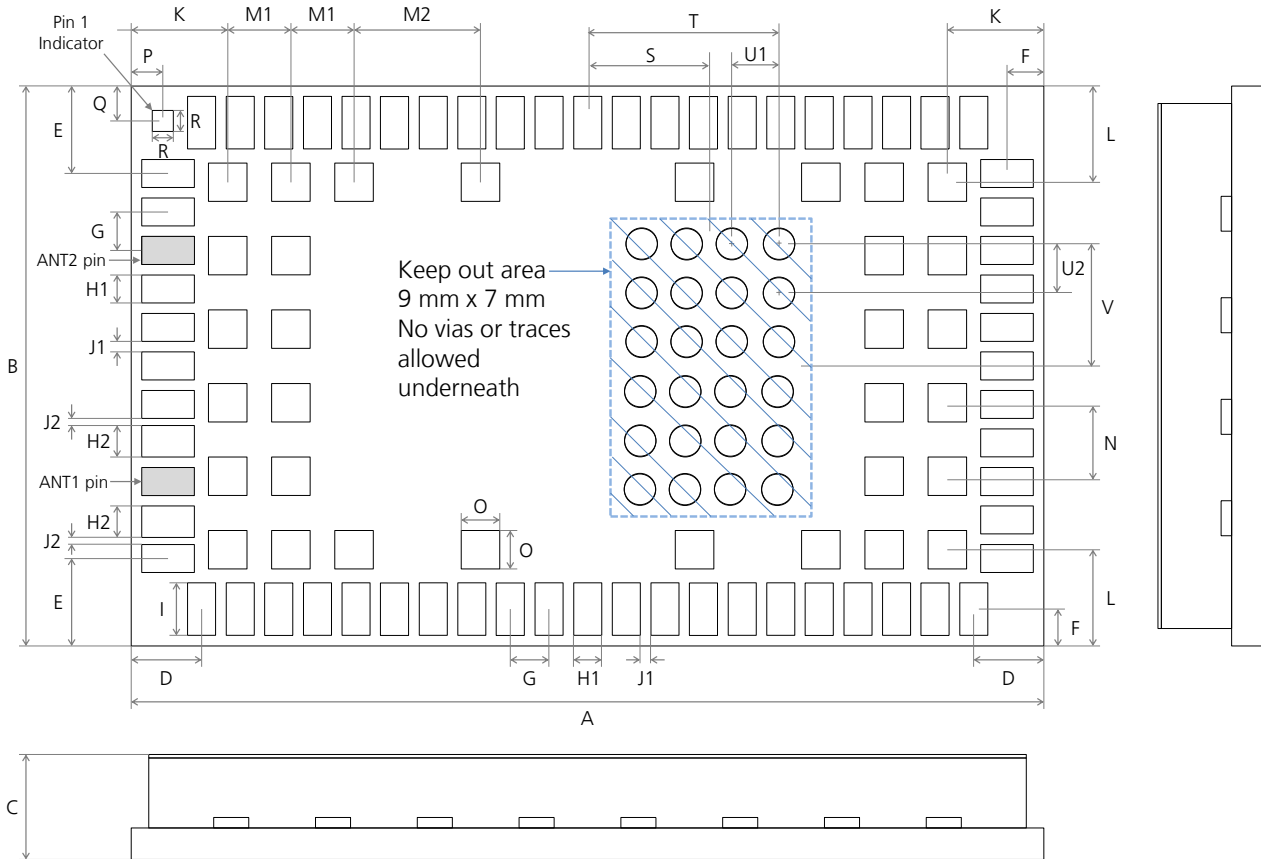 Pin 1
Indicator
K
M1
M1
M2
T
K
P
S
U1
F
Q
E
R
R
L
G
ANT2 pin
H1
J1
B
J2
H2
ANT1 pin
H2
J2
E
Keep out area
9 mm x 7 mm
No vias or traces
allowed
underneath
U2
V
N
O
O
I
L
F
D
G
H1
J1
D
A
C